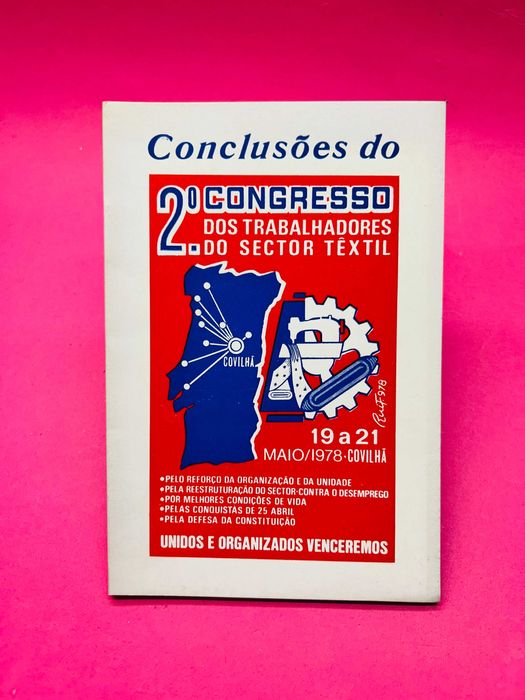 Conclusões do
2.º CONGRESSO
DOS TRABALHADORES
DO SECTOR TÊXTIL
COVILHÃ
19 a 21
MAIO/1978·COVILHÃ
•PELO REFORÇO DA ORGANIZAÇÃO E DA UNIDADE
•PELA REESTRUTURAÇÃO DO SECTOR·CONTRA O DESEMPREGO
•POR MELHORES CONDIÇÕES DE VIDA
•PELAS CONQUISTAS DE 25 ABRIL
•PELA DEFESA DA CONSTITUIÇÃO
UNIDOS E ORGANIZADOS VENCEREMOS